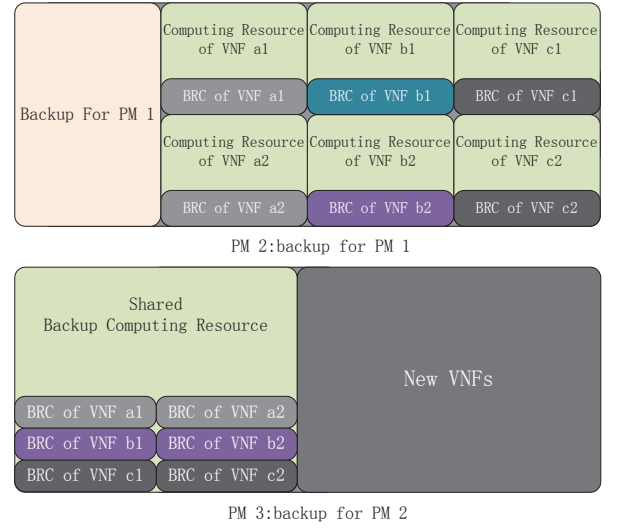 Computing Resource of VNF a1
Computing Resource of VNF b1
Computing Resource of VNF c1
BRC of VNF a1
BRC of VNF b1
BRC of VNF c1
Backup For PM 1
Computing Resource of VNF a2
Computing Resource of VNF b2
Computing Resource of VNF c2
BRC of VNF a2
BRC of VNF b2
BRC of VNF c2
PM 2:backup for PM 1
Shared
Backup Computing Resource
New VNFs
BRC of VNF a1
BRC of VNF a2
BRC of VNF b1
BRC of VNF b2
BRC of VNF c1
BRC of VNF c2
PM 3:backup for PM 2